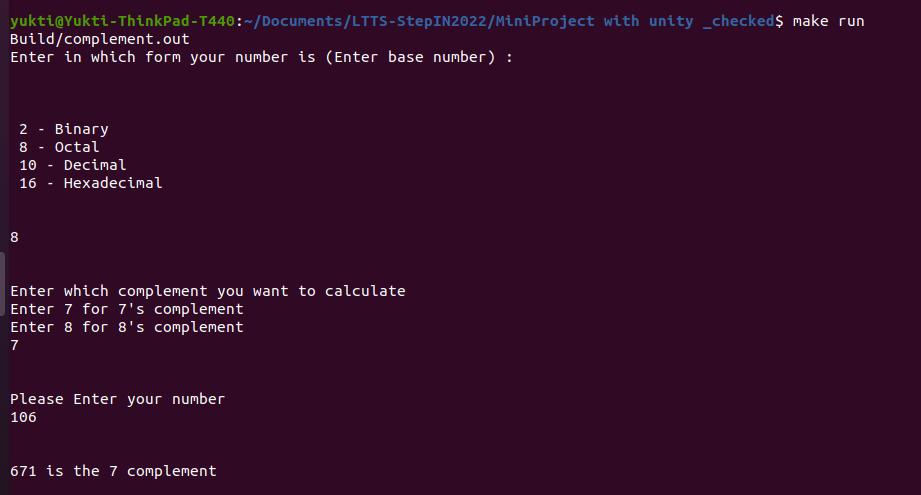 yukti@Yukti-ThinkPad-T440:~/Documents/LTTS-StepIN2022/MiniProject with unity _checked$ make run
Build/complement.out
Enter in which form your number is (Enter base number) :
2 - Binary
8 - Octal
10 - Decimal
16 - Hexadecimal
8
Enter which complement you want to calculate
Enter 7 for 7's complement
Enter 8 for 8's complement
7
Please Enter your number
106
671 is the 7 complement